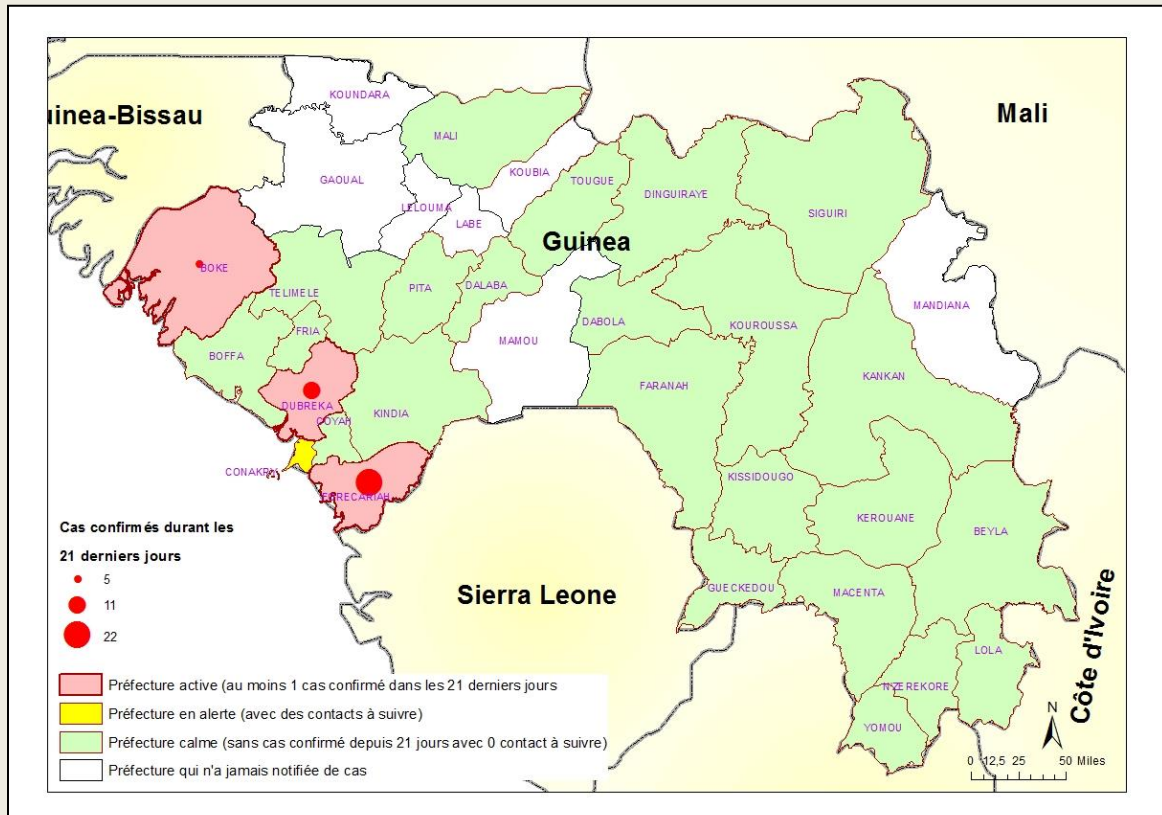 KOUNDARA
uinea-Bissau
Mali
MALI
KOUBIA
GAOUAL
TOUGUE
DINGUIRAYE
LELOUMA
LABE
SIGUIRI
Guinea
BOKE
TELIMELE
PITA
DALABA
MANDIANA
FRIA
DABOLA
KOUROUSSA
BOFFA
MAMOU
KANKAN
FARANAH
DUBREKA
COYAH
KINDIA
CONAKRY
KISSIDOUGO
KEROUANE
BEYLA
GUECKEDOU
MACENTA
Sierra Leone
LOLA
N'ZEREKORE
YOMOU
Côte d'Ivoire
N
0 12,5 25 50 Miles
Cas confirmés durant les
21 derniers jours
5
11
22
Préfecture active (au moins 1 cas confirmé dans les 21 derniers jours
Préfecture en alerte (avec des contacts à suivre)
Préfecture calme (sans cas confirmé depuis 21 jours avec 0 contact à suivre)
Préfecture qui n'a jamais notifiée de cas